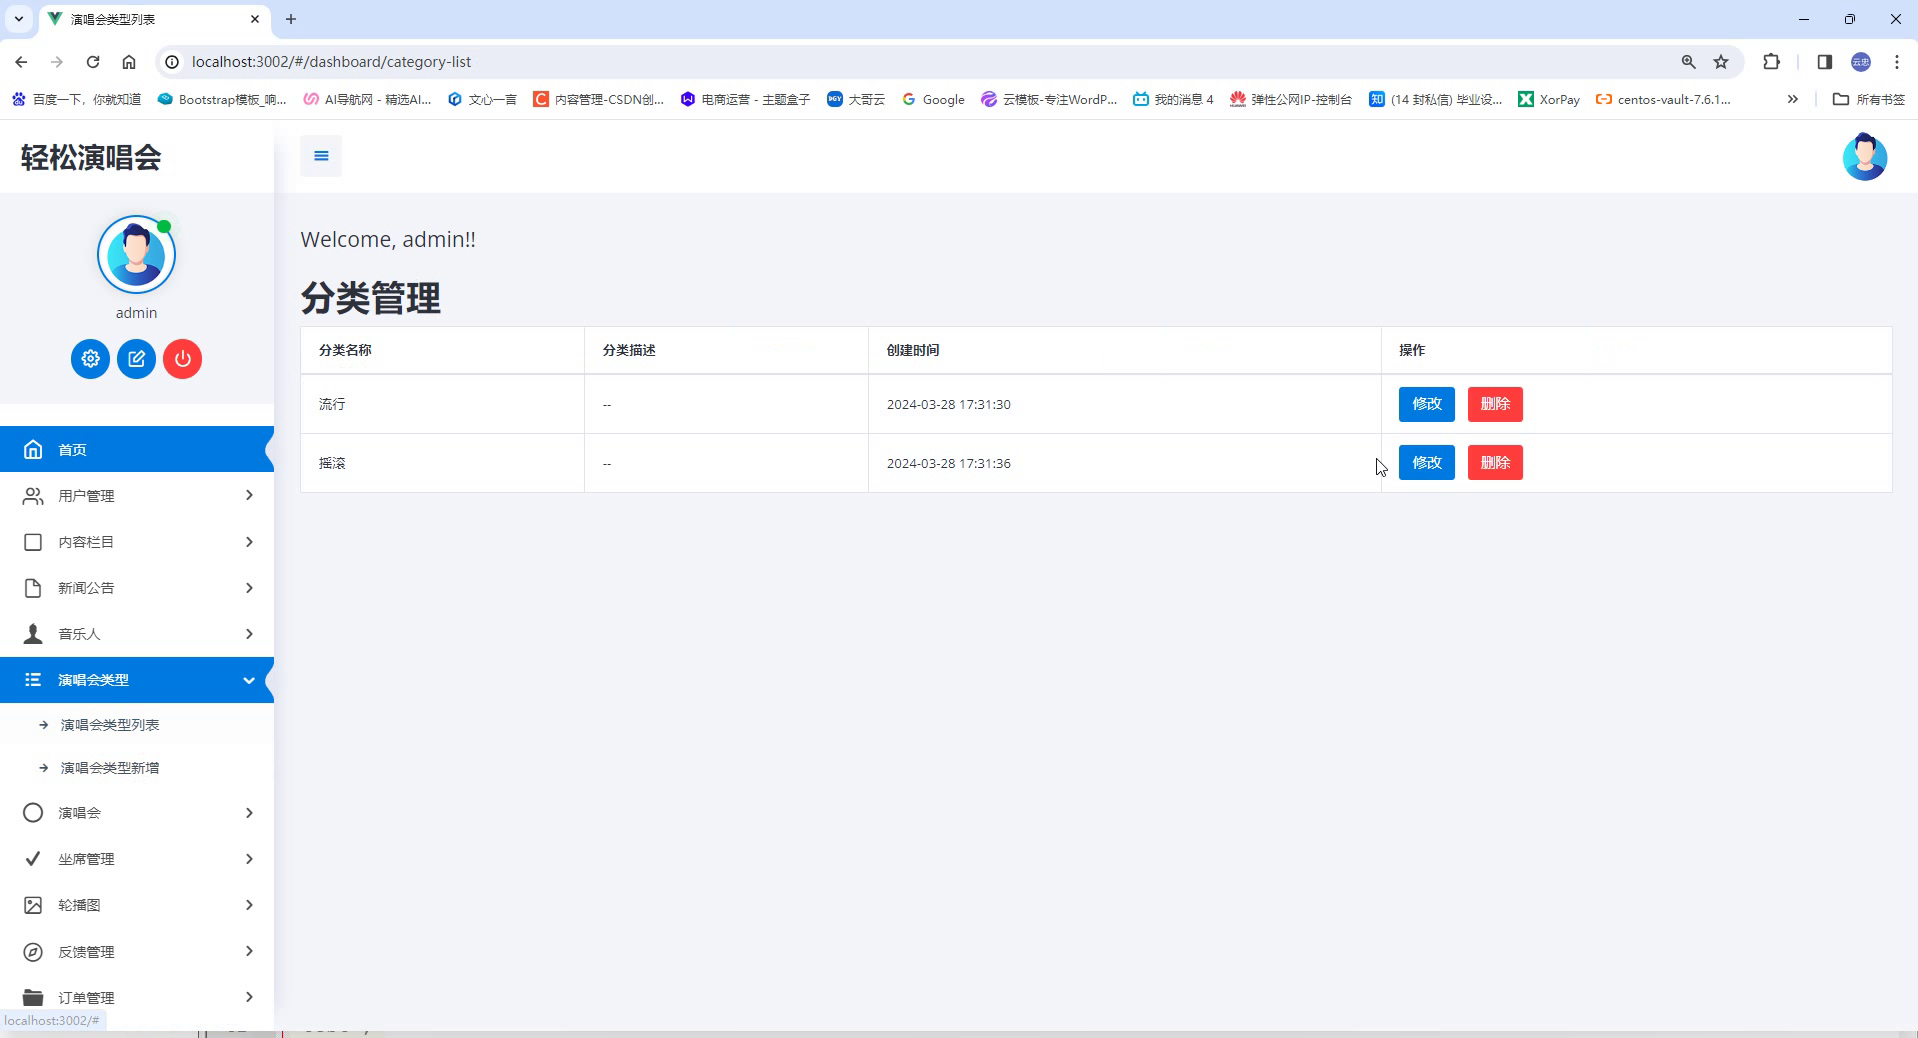 演唱会类型列表
localhost:3002/#/dashboard/category-list
云忠
百度一下，你就知道
Bootstrap模板_响...
AI导航网 - 精选AI...
文心一言
内容管理-CSDN创...
电商运营 - 主题盒子
大哥云
Google
云模板-专注WordP...
我的消息 4
弹性公网IP-控制台
(14 封私信) 毕业设...
XorPay
centos-vault-7.6.1...
所有书签
轻松演唱会
admin
首页
用户管理
内容栏目
新闻公告
音乐人
演唱会类型
演唱会类型列表
演唱会类型新增
演唱会
坐席管理
轮播图
反馈管理
订单管理
localhost:3002/#
Welcome, admin!!
分类管理
分类名称 分类描述 创建时间 操作
流行 -- 2024-03-28 17:31:30 修改 删除
摇滚 -- 2024-03-28 17:31:36 修改 删除